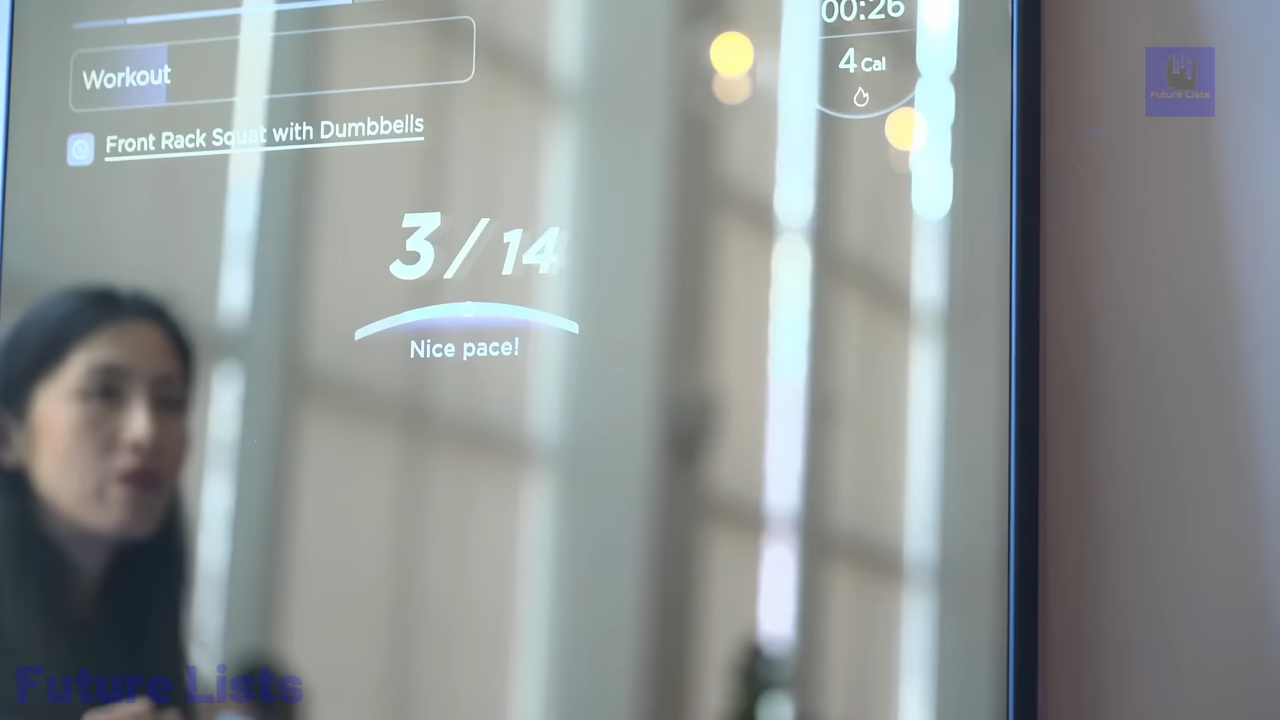 00:26
4 Cal
Workout
Front Rack Squat with Dumbbells
3/14
Nice pace!
Future Lists
Future Lists